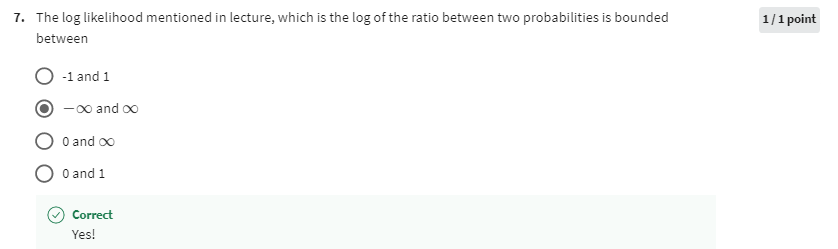 7. The log likelihood mentioned in lecture, which is the log of the ratio between two probabilities is bounded 1 / 1 point
between
-1 and 1
−∞ and ∞
0 and ∞
0 and 1
Correct
Yes!